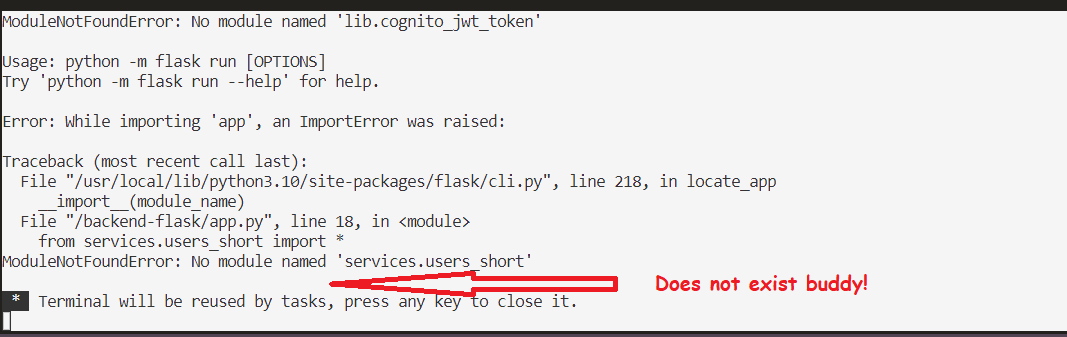 ModuleNotFoundError: No module named 'lib.cognito_jwt_token'
Usage: python -m flask run [OPTIONS]
Try 'python -m flask run --help' for help.
Error: While importing 'app', an ImportError was raised:
Traceback (most recent call last):
  File "/usr/local/lib/python3.10/site-packages/flask/cli.py", line 218, in locate_app
    __import__(module_name)
  File "/backend-flask/app.py", line 18, in <module>
    from services.users_short import *
ModuleNotFoundError: No module named 'services.users_short'
Does not exist buddy!
 *  Terminal will be reused by tasks, press any key to close it.